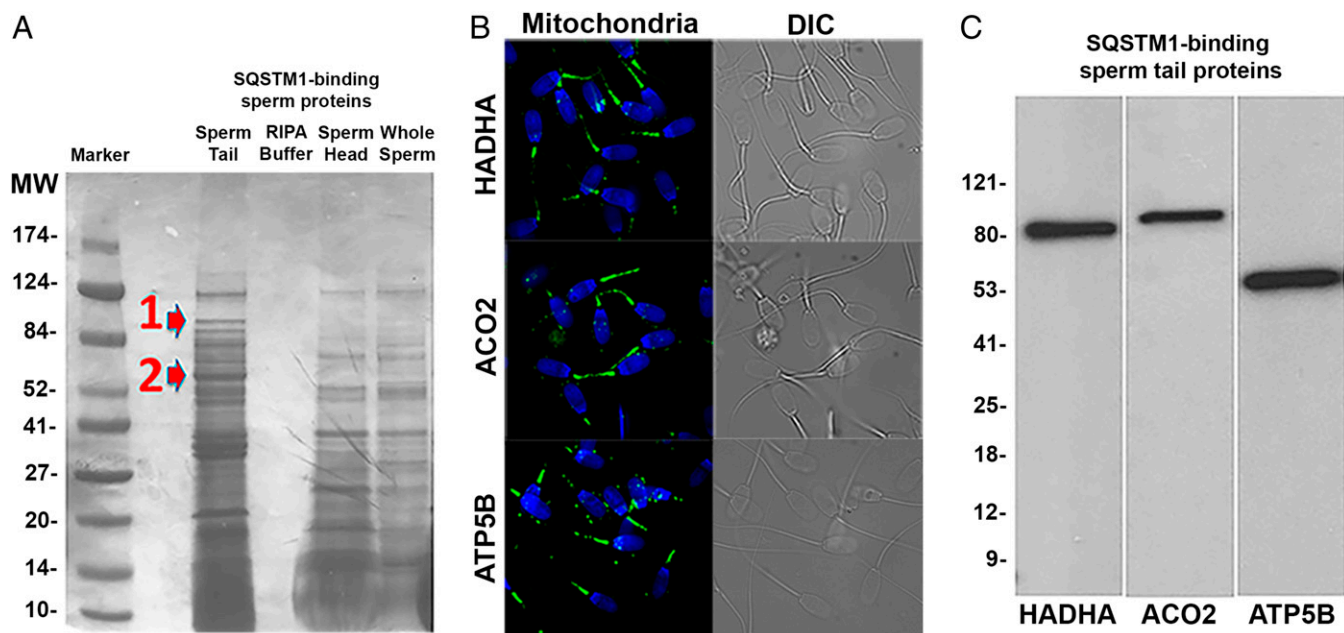 A
SQSTM1-binding
sperm proteins
Marker
Sperm
Tail
RIPA
Buffer
Sperm
Head
Whole
Sperm
MW
174-
124-
84-
52-
41-
27-
20-
14-
10-
1
2
B
Mitochondria
DIC
HADHA
ACO2
ATP5B
C
SQSTM1-binding
sperm tail proteins
121-
80-
53-
41-
25-
18-
12-
9-
HADHA
ACO2
ATP5B